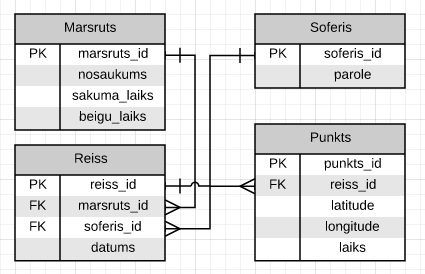 Marsruts
PK marsruts_id
nosaukums
sakuma_laiks
beigu_laiks
Soferis
PK soferis_id
parole
Reiss
PK reiss_id
FK marsruts_id
FK soferis_id
datums
Punkts
PK punkts_id
FK reiss_id
latitude
longitude
laiks